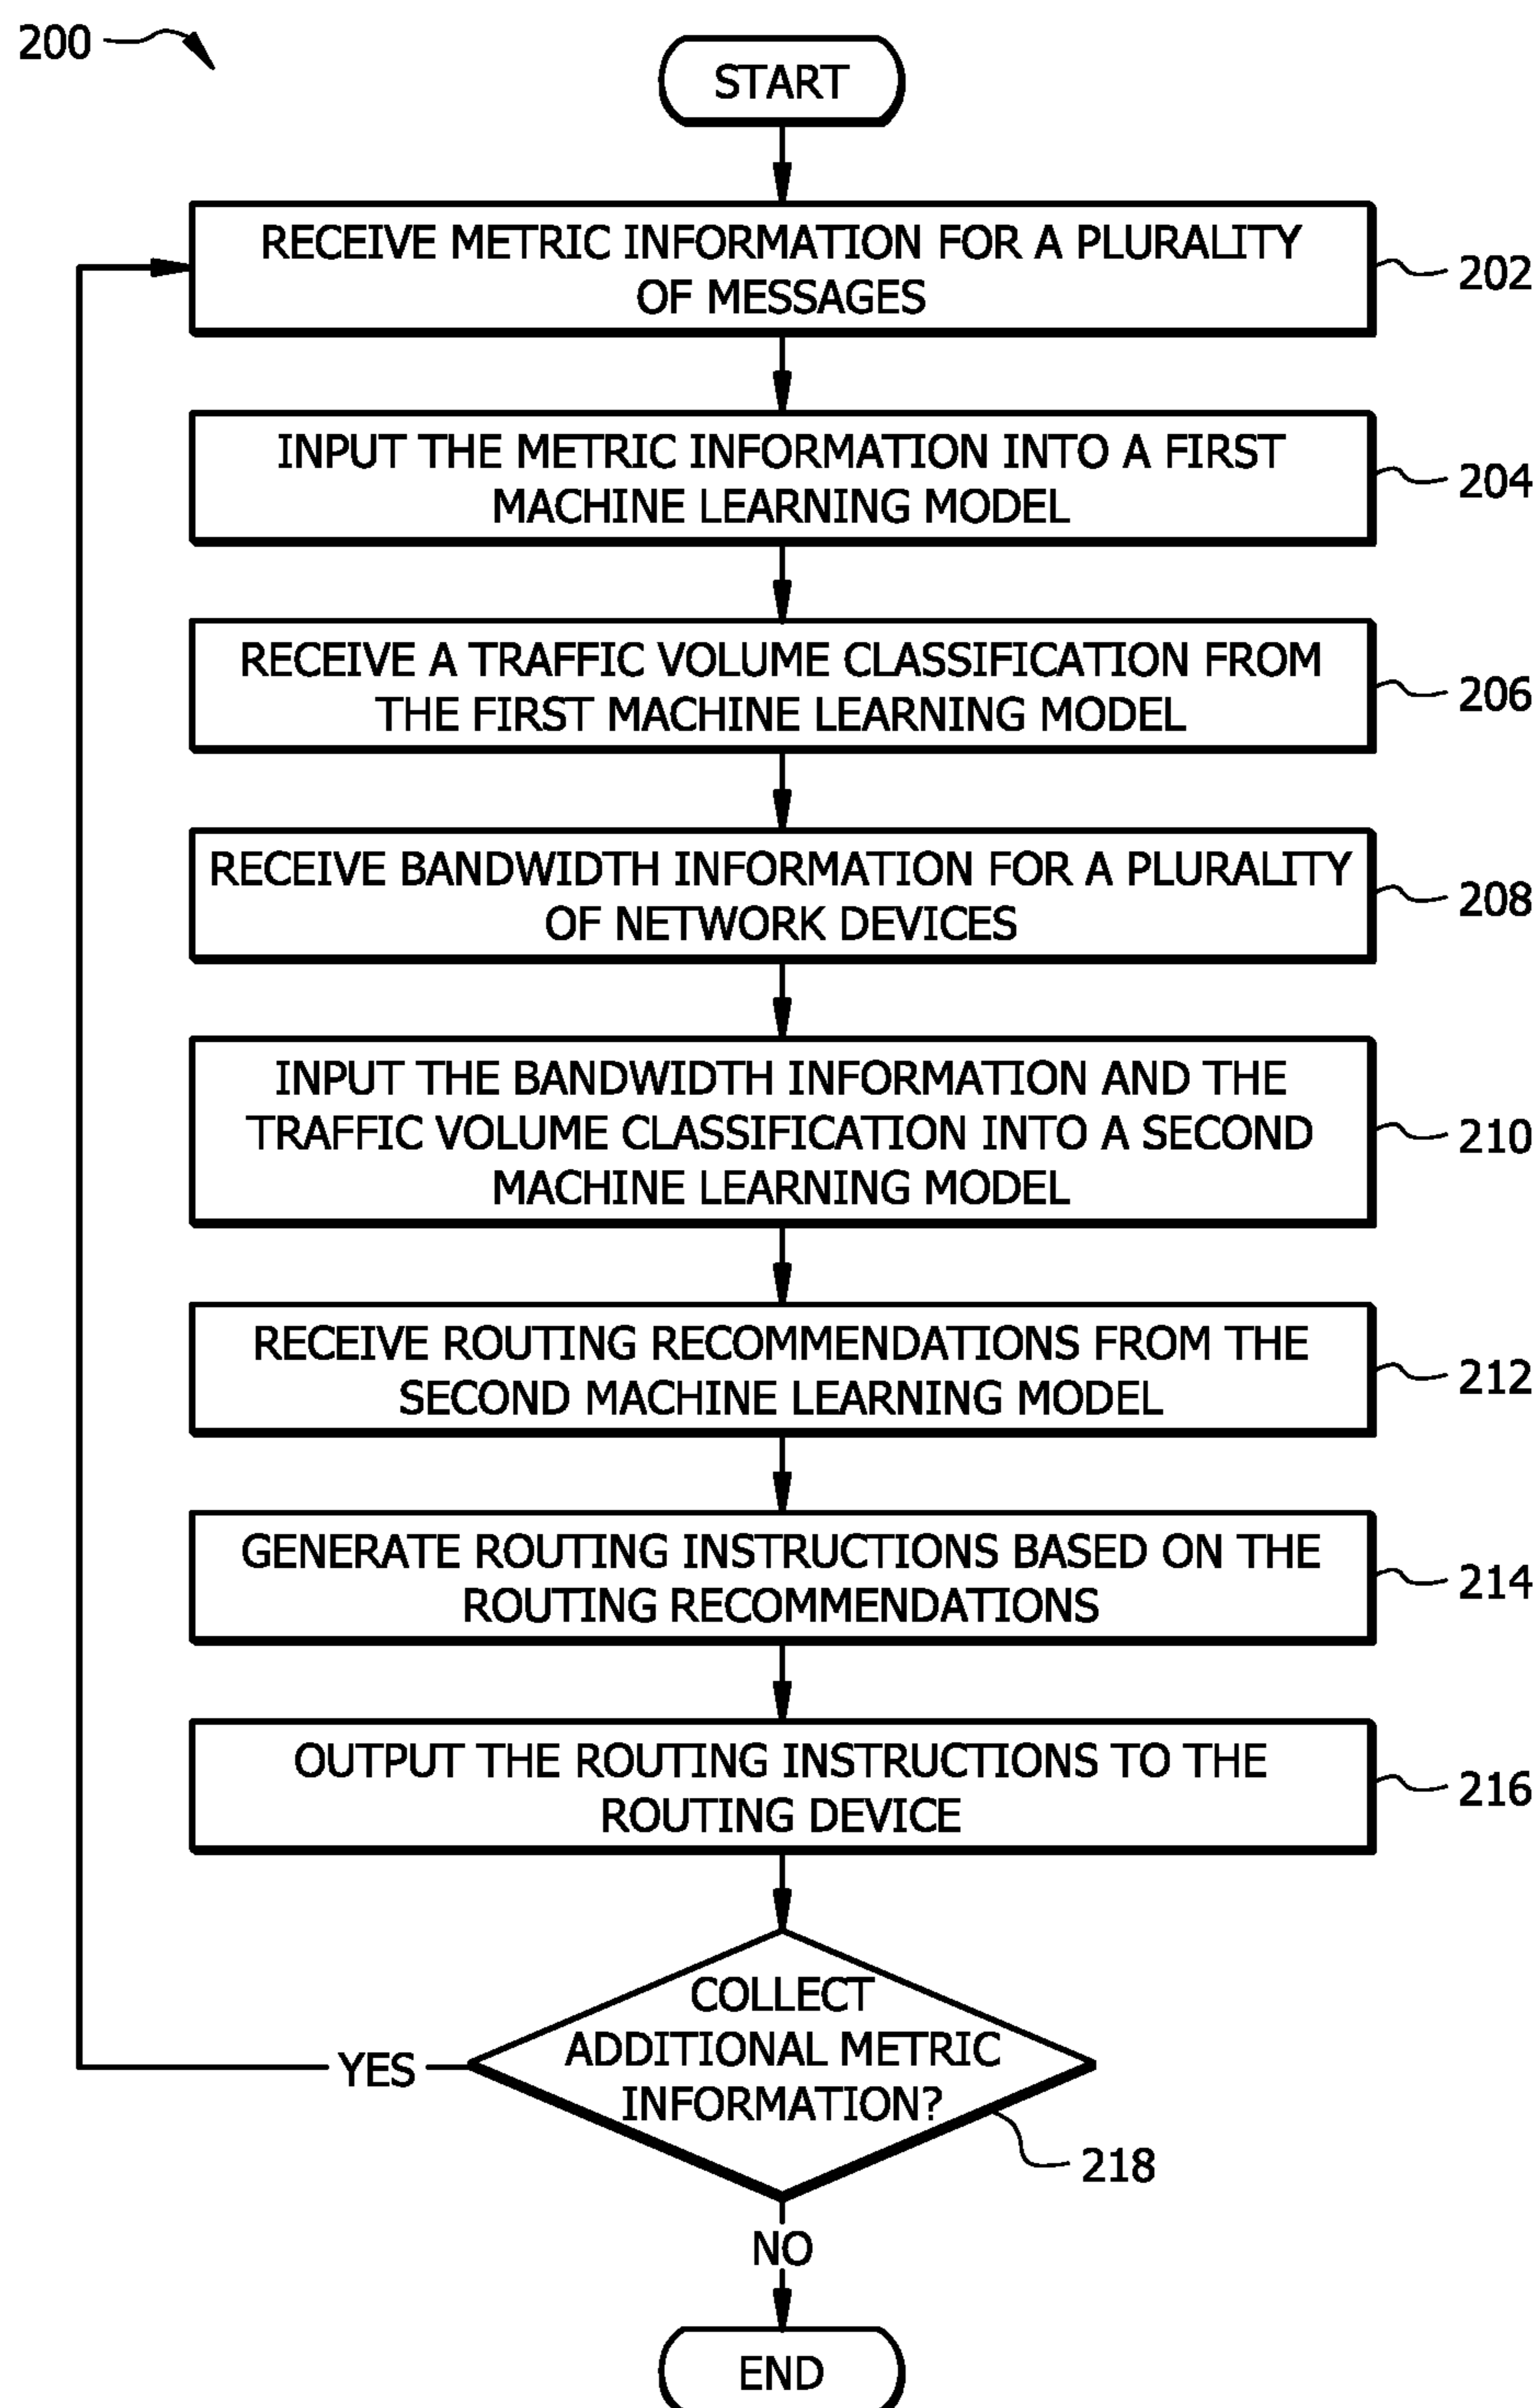 200
START
RECEIVE METRIC INFORMATION FOR A PLURALITY
OF MESSAGES
202
INPUT THE METRIC INFORMATION INTO A FIRST
MACHINE LEARNING MODEL
204
RECEIVE A TRAFFIC VOLUME CLASSIFICATION FROM
THE FIRST MACHINE LEARNING MODEL
206
RECEIVE BANDWIDTH INFORMATION FOR A PLURALITY
OF NETWORK DEVICES
208
INPUT THE BANDWIDTH INFORMATION AND THE
TRAFFIC VOLUME CLASSIFICATION INTO A SECOND
MACHINE LEARNING MODEL
210
RECEIVE ROUTING RECOMMENDATIONS FROM THE
SECOND MACHINE LEARNING MODEL
212
GENERATE ROUTING INSTRUCTIONS BASED ON THE
ROUTING RECOMMENDATIONS
214
OUTPUT THE ROUTING INSTRUCTIONS TO THE
ROUTING DEVICE
216
COLLECT
ADDITIONAL METRIC
INFORMATION?
YES
218
NO
END